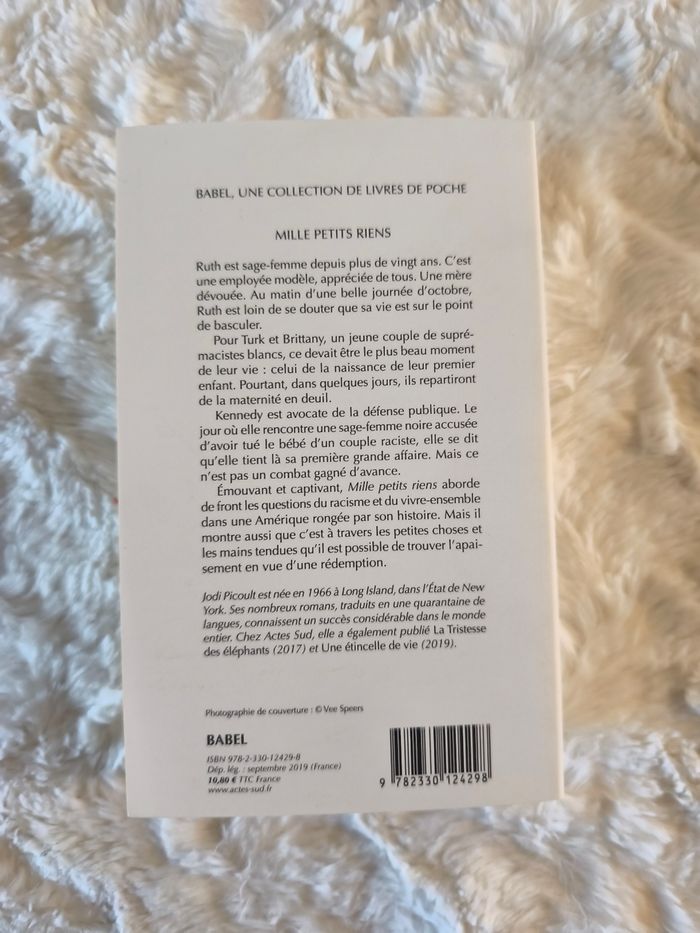 BABEL, UNE COLLECTION DE LIVRES DE POCHE
MILLE PETITS RIENS
Ruth est sage-femme depuis plus de vingt ans. C'est
une employée modèle, appréciée de tous. Une mère
dévouée. Au matin d'une belle journée d'octobre,
Ruth est loin de se douter que sa vie est sur le point
de basculer.
Pour Turk et Brittany, un jeune couple de supré-
macistes blancs, ce devait être le plus beau moment
de leur vie : celui de la naissance de leur premier
enfant. Pourtant, dans quelques jours, ils repartiront
de la maternité en deuil.
Kennedy est avocate de la défense publique. Le
jour où elle rencontre une sage-femme noire accusée
d'avoir tué le bébé d'un couple raciste, elle se dit
qu'elle tient là sa première grande affaire. Mais ce
n'est pas un combat gagné d'avance.
Émouvant et captivant, Mille petits riens aborde
de front les questions du racisme et du vivre-ensemble
dans une Amérique rongée par son histoire. Mais il
montre aussi que c'est à travers les petites choses et
les mains tendues qu'il est possible de trouver l'apai-
sement en vue d'une rédemption.
Jodi Picoult est née en 1966 à Long Island, dans l'État de New
York. Ses nombreux romans, traduits en une quarantaine de
langues, connaissent un succès considérable dans le monde
entier. Chez Actes Sud, elle a également publié La Tristesse
des éléphants (2017) et Une étincelle de vie (2019).
Photographie de couverture : © Vee Speers
BABEL
ISBN 978-2-330-12429-8
Dép. lég. : septembre 2019 (France)
10,80 € TTC France
www.actes-sud.fr
9 782330 124298